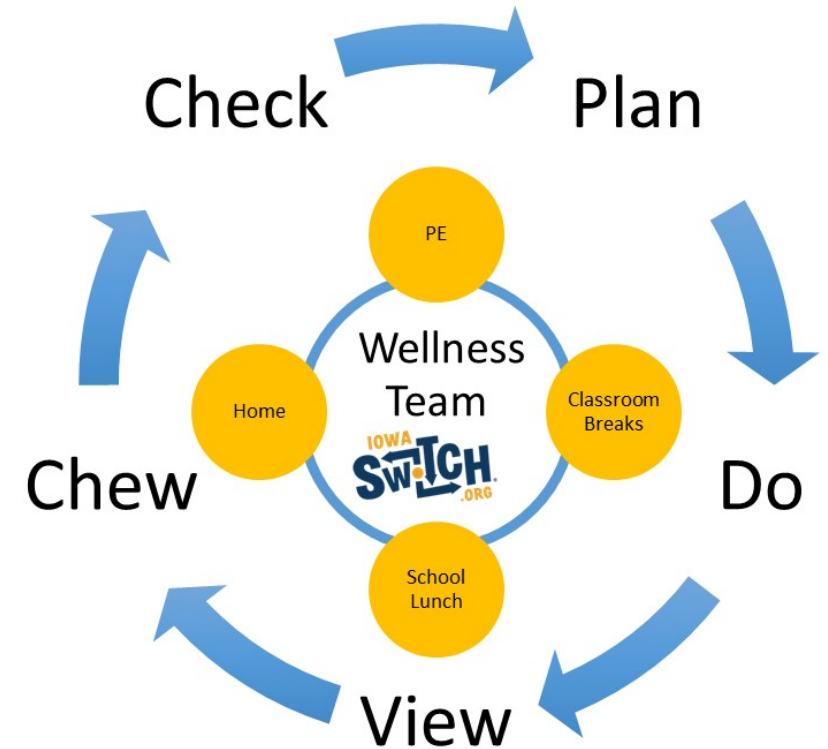 Check
Plan
PE
Wellness
Team
IOWA
SWITCH®
.ORG
Home
Classroom
Breaks
Chew
Do
School
Lunch
View